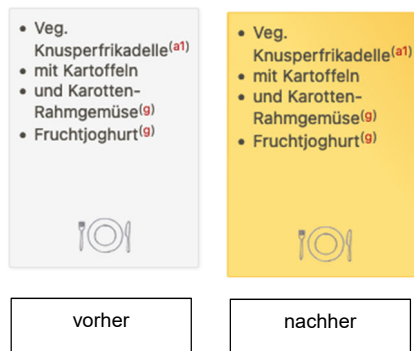 • Veg.
Knusperfrikadelle(a1)
• mit Kartoffeln
• und Karotten-
Rahmgemüse(g)
• Fruchtjoghurt(g)
• Veg.
Knusperfrikadelle(a1)
• mit Kartoffeln
• und Karotten-
Rahmgemüse(g)
• Fruchtjoghurt(g)
vorher
nachher